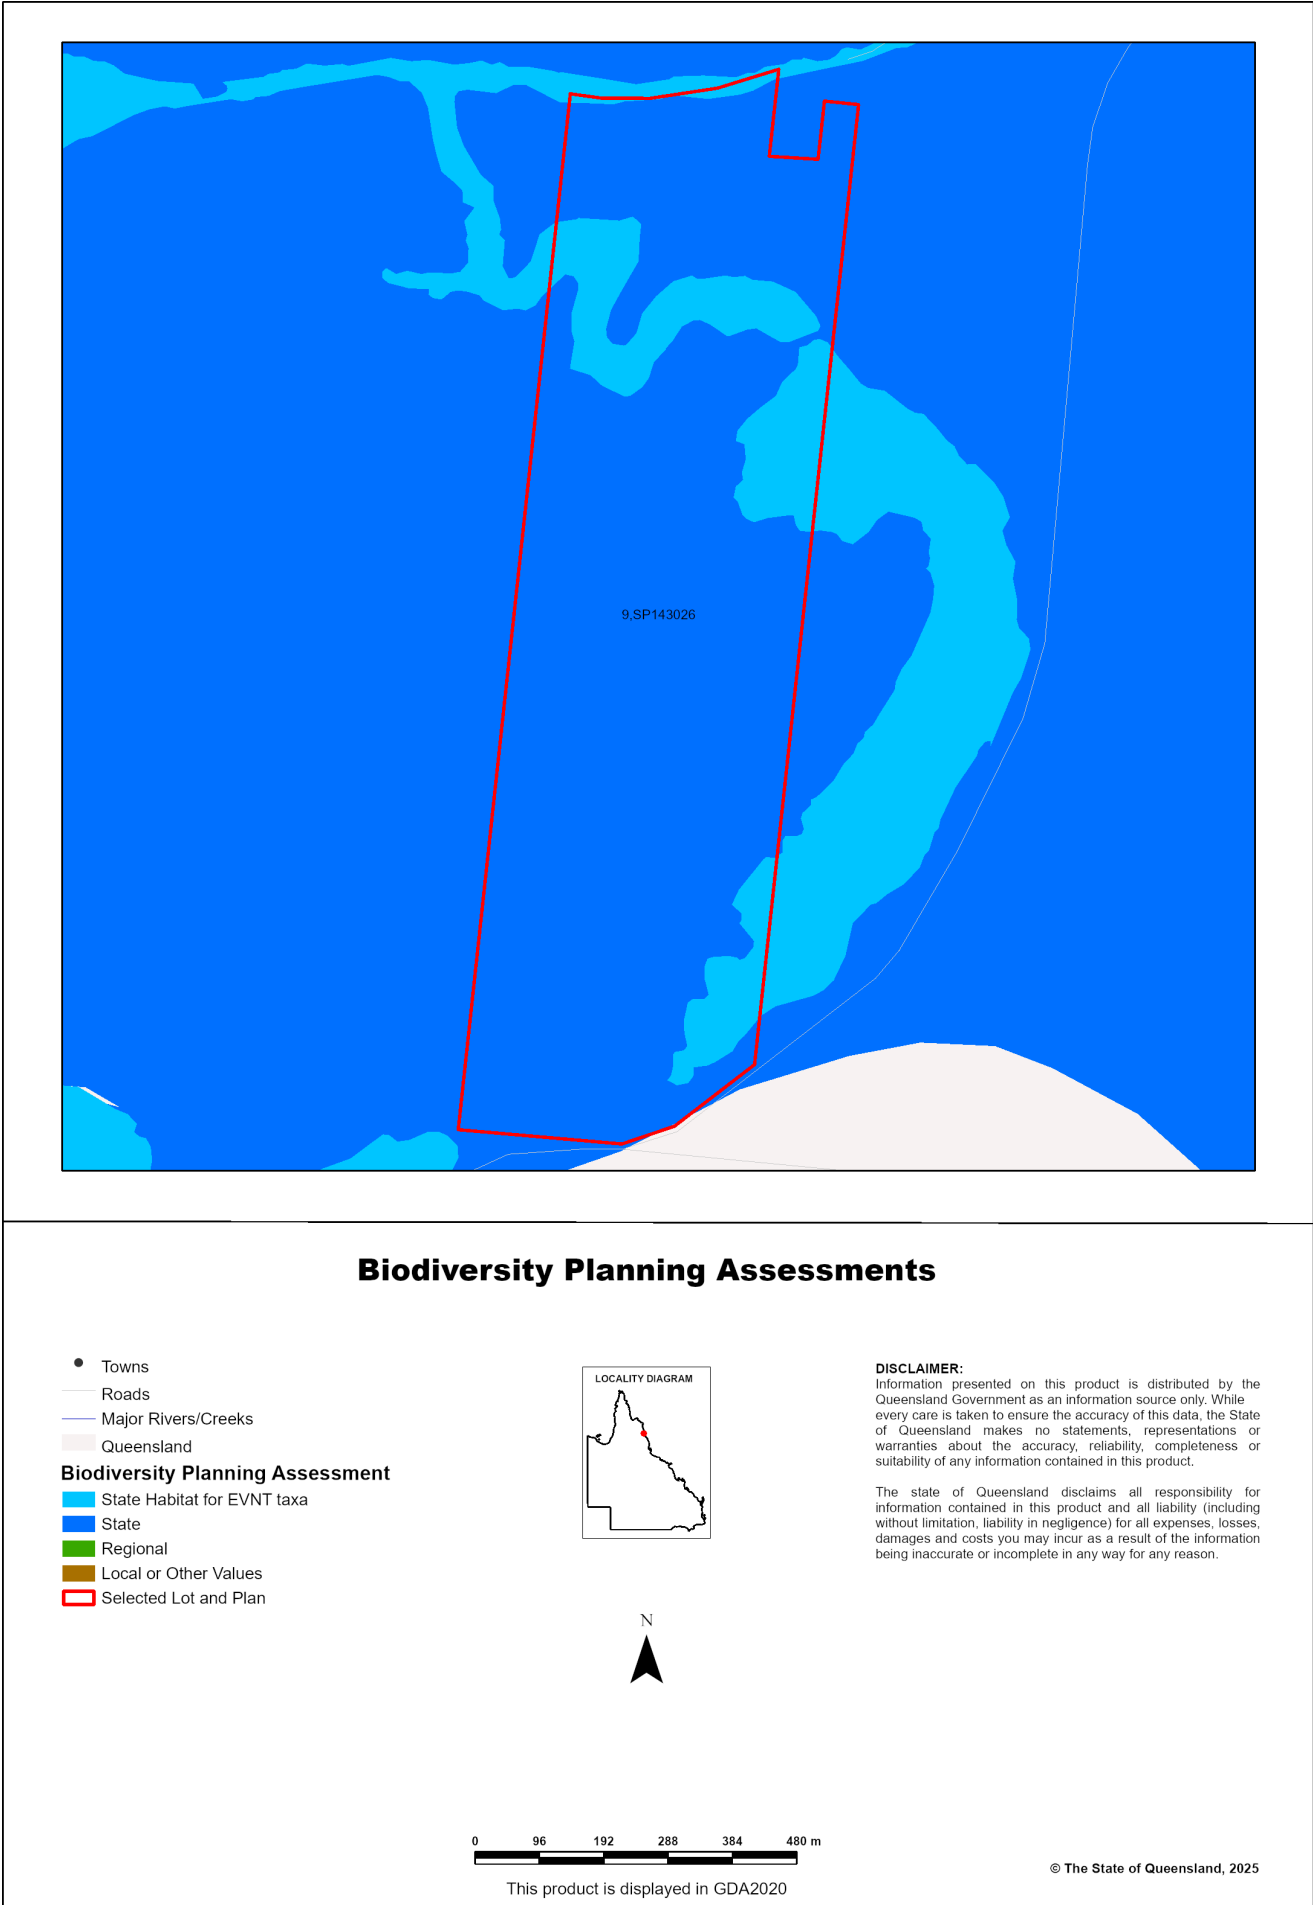 9,SP143026
Biodiversity Planning Assessments
Towns
Roads
Major Rivers/Creeks
Queensland
Biodiversity Planning Assessment
State Habitat for EVNT taxa
State
Regional
Local or Other Values
Selected Lot and Plan
LOCALITY DIAGRAM
N
DISCLAIMER:
Information presented on this product is distributed by the
Queensland Government as an information source only. While
every care is taken to ensure the accuracy of this data, the State
of Queensland makes no statements, representations or
warranties about the accuracy, reliability, completeness or
suitability of any information contained in this product.
The state of Queensland disclaims all responsibility for
information contained in this product and all liability (including
without limitation, liability in negligence) for all expenses, losses,
damages and costs you may incur as a result of the information
being inaccurate or incomplete in any way for any reason.
0 96 192 288 384 480 m
This product is displayed in GDA2020
© The State of Queensland, 2025